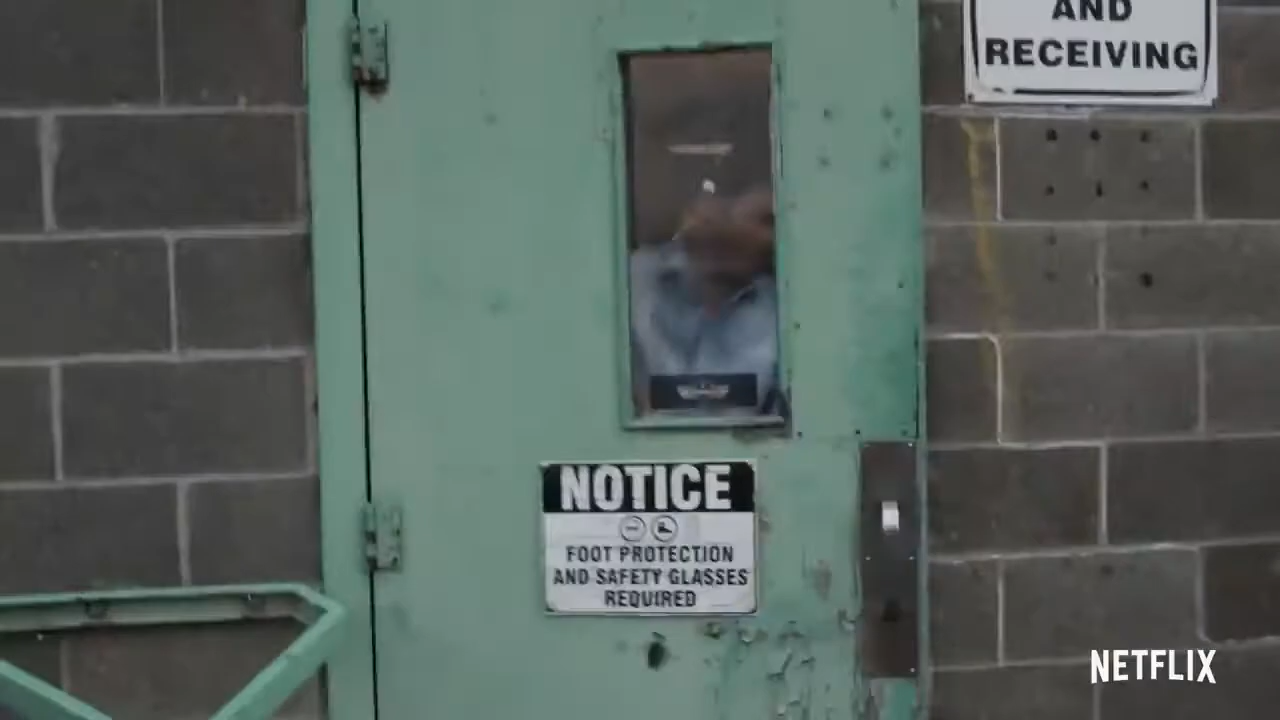 AND
RECEIVING
NOTICE
FOOT PROTECTION
AND SAFETY GLASSES
REQUIRED
NETFLIX